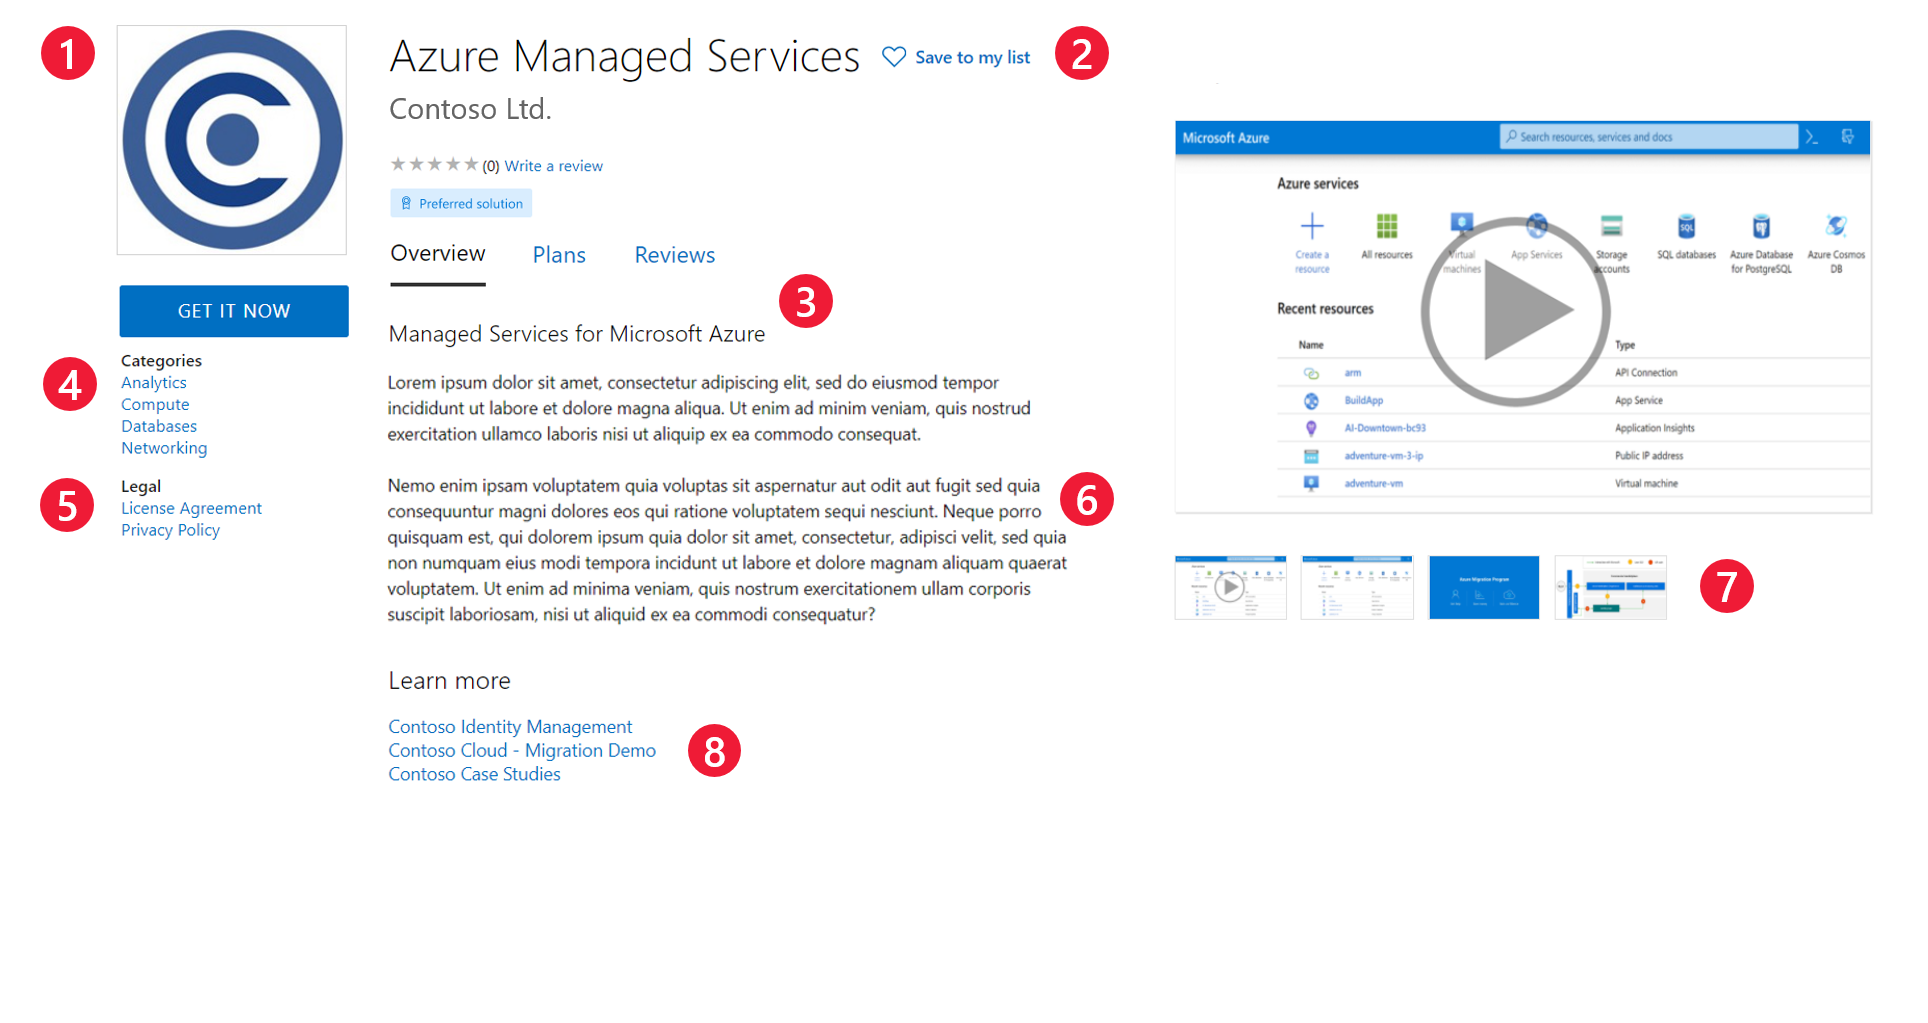 1
Azure Managed Services
Save to my list
2
Contoso Ltd.
(0) Write a review
Preferred solution
Overview
Plans
Reviews
3
GET IT NOW
Managed Services for Microsoft Azure
4
Categories
Analytics
Compute
Databases
Networking
5
Legal
License Agreement
Privacy Policy
Lorem ipsum dolor sit amet, consectetur adipiscing elit, sed do eiusmod tempor
incididunt ut labore et dolore magna aliqua. Ut enim ad minim veniam, quis nostrud
exercitation ullamco laboris nisi ut aliquip ex ea commodo consequat.
Nemo enim ipsam voluptatem quia voluptas sit aspernatur aut odit aut fugit sed quia
consequuntur magni dolores eos qui ratione voluptatem sequi nesciunt. Neque porro
quisquam est, qui dolorem ipsum quia dolor sit amet, consectetur, adipisci velit, sed quia
non numquam eius modi tempora incidunt ut labore et dolore magnam aliquam quaerat
voluptatem. Ut enim ad minima veniam, quis nostrum exercitationem ullam corporis
suscipit laboriosam, nisi ut aliquid ex ea commodi consequatur?
6
Learn more
Contoso Identity Management
Contoso Cloud - Migration Demo
Contoso Case Studies
8
Microsoft Azure
Search resources, services and docs
Azure services
Create a
resource
All resources
Virtual
machines
App Services
Storage
accounts
SQL
SQL databases
Azure Database
for PostgreSQL
Azure Cosmos
DB
Recent resources
Name
Type
arm
API Connection
BuildApp
App Service
AI-Downtown-bc93
Application Insights
adventure-vm-3-ip
Public IP address
adventure-vm
Virtual machine
Azure Migration Program
7